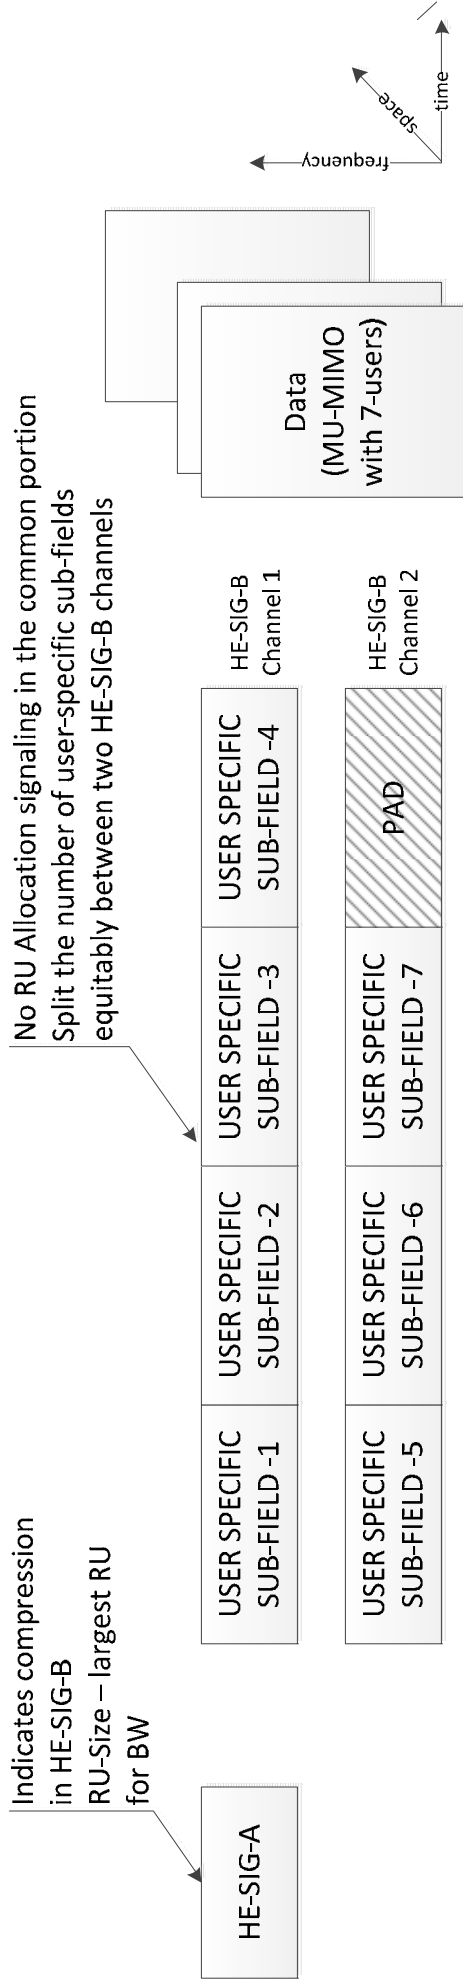 Indicates compression
in HE-SIG-B
RU-Size – largest RU
for BW
No RU Allocation signaling in the common portion
Split the number of user-specific sub-fields
equitably between two HE-SIG-B channels
HE-SIG-A
USER SPECIFIC
SUB-FIELD -1
USER SPECIFIC
SUB-FIELD -2
USER SPECIFIC
SUB-FIELD -3
USER SPECIFIC
SUB-FIELD -4
HE-SIG-B
Channel 1
USER SPECIFIC
SUB-FIELD -5
USER SPECIFIC
SUB-FIELD -6
USER SPECIFIC
SUB-FIELD -7
PAD
HE-SIG-B
Channel 2
Data
(MU-MIMO
with 7-users)
frequency
space
time